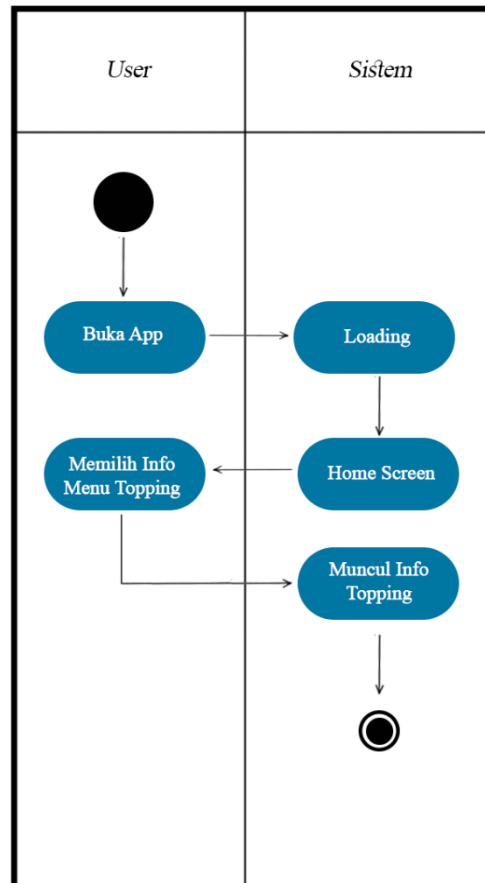 User
Sistem
Buka App
Loading
Memilih Info
Menu Topping
Home Screen
Muncul Info
Topping